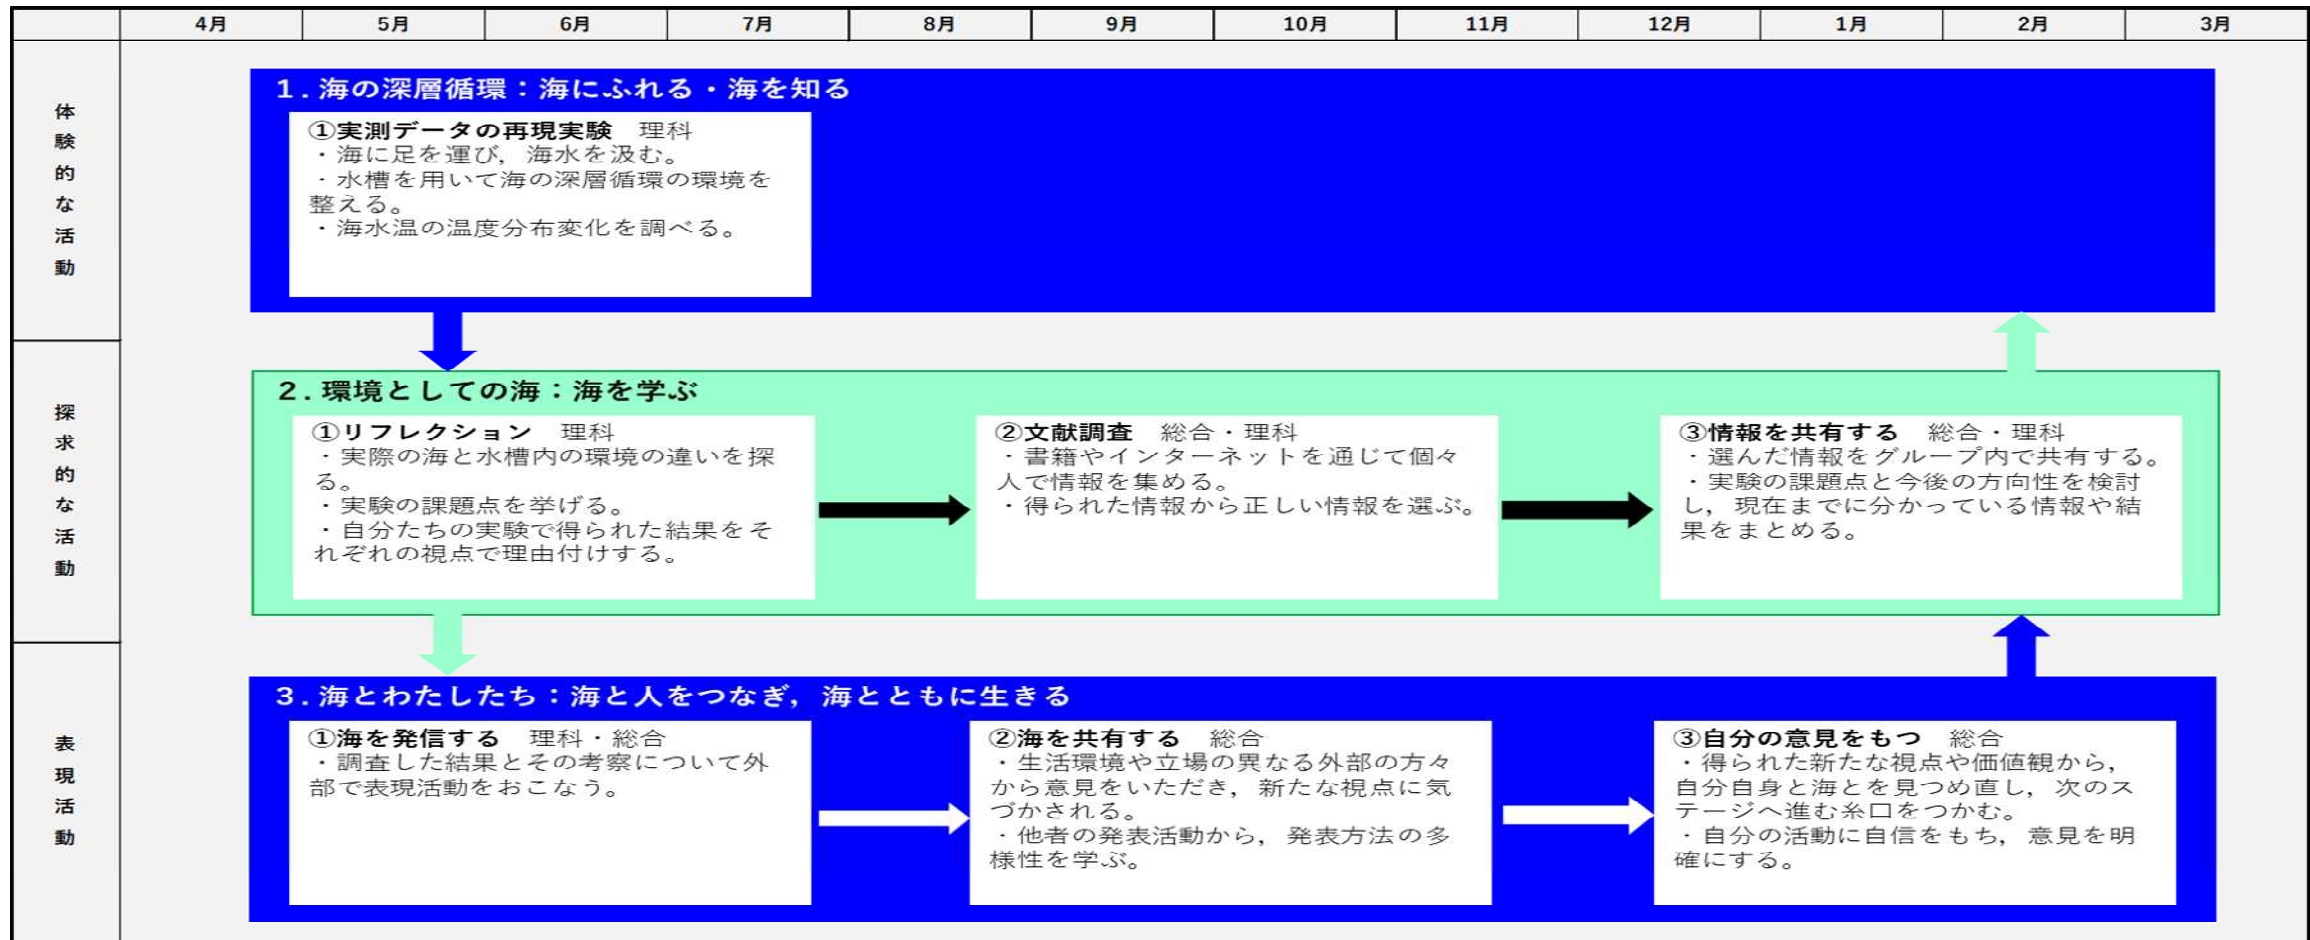 4月 5月 6月 7月 8月 9月 10月 11月 12月 1月 2月 3月
体験的な活動
1．海の深層循環：海にふれる・海を知る
①実測データの再現実験　理科
・海に足を運び，海水を汲む。
・水槽を用いて海の深層循環の環境を
整える。
・海水温の温度分布変化を調べる。
探求的な活動
2．環境としての海：海を学ぶ
①リフレクション　理科
・実際の海と水槽内の環境の違いを探
る。
・実験の課題点を挙げる。
・自分たちの実験で得られた結果をそ
れぞれの視点で理由付けする。
②文献調査　総合・理科
・書籍やインターネットを通じて個々
人で情報を集める。
・得られた情報から正しい情報を選ぶ。
③情報を共有する　総合・理科
・選んだ情報をグループ内で共有する。
・実験の課題点と今後の方向性を検討
し，現在までに分かっている情報や結
果をまとめる。
表現活動
3．海とわたしたち：海と人をつなぎ，海とともに生きる
①海を発信する　理科・総合
・調査した結果とその考察について外
部で表現活動をおこなう。
②海を共有する　総合
・生活環境や立場の異なる外部の方々
から意見をいただき，新たな視点に気
づかされる。
・他者の発表活動から，発表方法の多
様性を学ぶ。
③自分の意見をもつ　総合
・得られた新たな視点や価値観から，
自分自身と海とを見つめ直し，次のス
テージへ進む糸口をつかむ。
・自分の活動に自信をもち，意見を明
確にする。